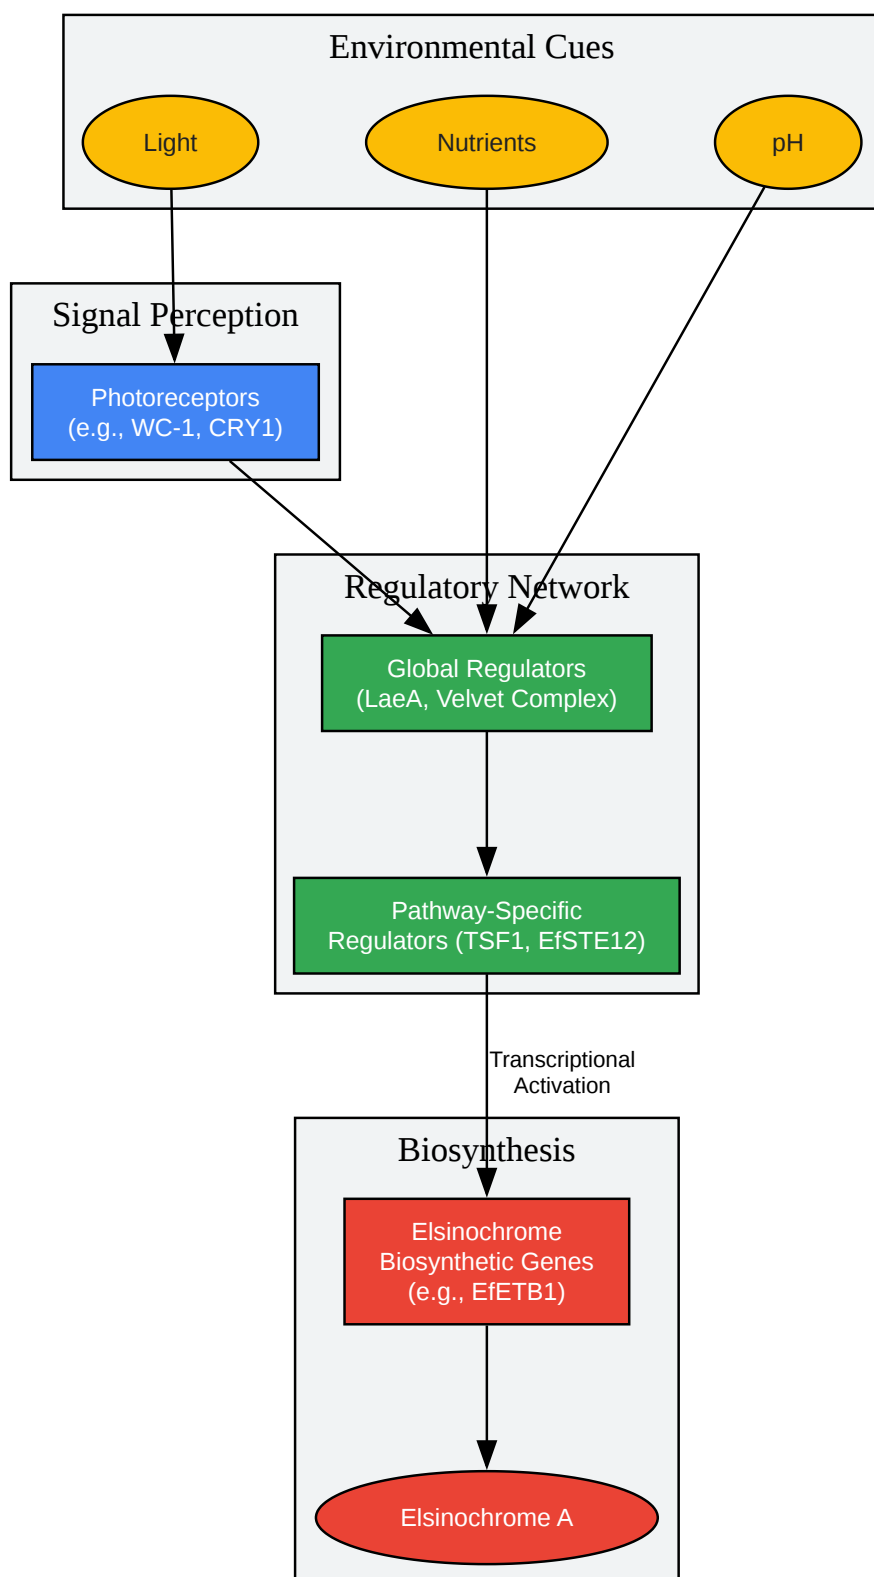 Environmental Cues
Light
Nutrients
pH
Signal Perception
Photoreceptors
(e.g., WC-1, CRY1)
Regulatory Network
Global Regulators
(LaeA, Velvet Complex)
Pathway-Specific
Regulators (TSF1, EfSTE12)
Transcriptional
Activation
Biosynthesis
Elsinochrome
Biosynthetic Genes
(e.g., EfETB1)
Elsinochrome A